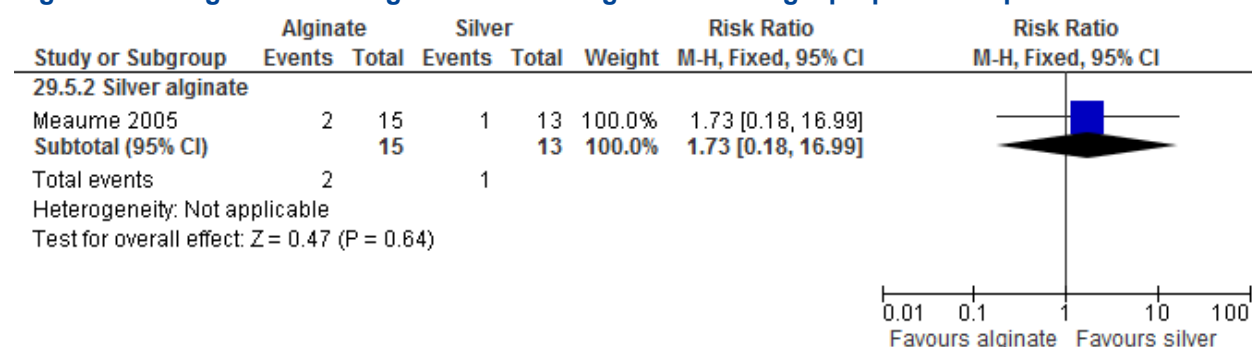 Alginate Silver Risk Ratio Risk Ratio
Study or Subgroup Events Total Events Total Weight M-H, Fixed, 95% CI M-H, Fixed, 95% CI
29.5.2 Silver alginate
Meaume 2005 2 15 1 13 100.0% 1.73 [0.18, 16.99]
Subtotal (95% CI) 15 13 100.0% 1.73 [0.18, 16.99]
Total events 2 1
Heterogeneity: Not applicable
Test for overall effect: Z = 0.47 (P = 0.64)
0.01 0.1 1 10 100
Favours alginate Favours silver